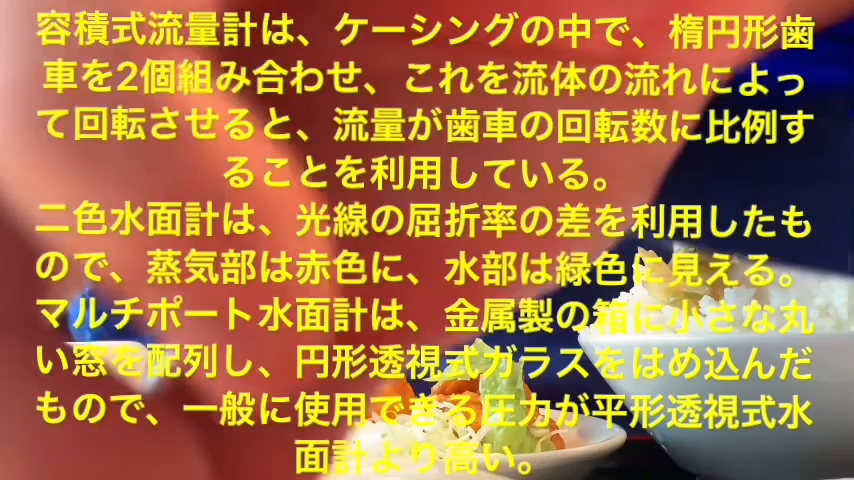 容積式流量計は、ケーシングの中で、楕円形歯
車を2個組み合わせ、これを流体の流れによっ
て回転させると、流量が歯車の回転数に比例す
ることを利用している。
二色水面計は、光線の屈折率の差を利用したも
ので、蒸気部は赤色に、水部は緑色に見える。
マルチポート水面計は、金属製の箱に小さな丸
い窓を配列し、円形透視式ガラスをはめ込んだ
もので、一般に使用できる圧力が平形透視式水
面計より高い。